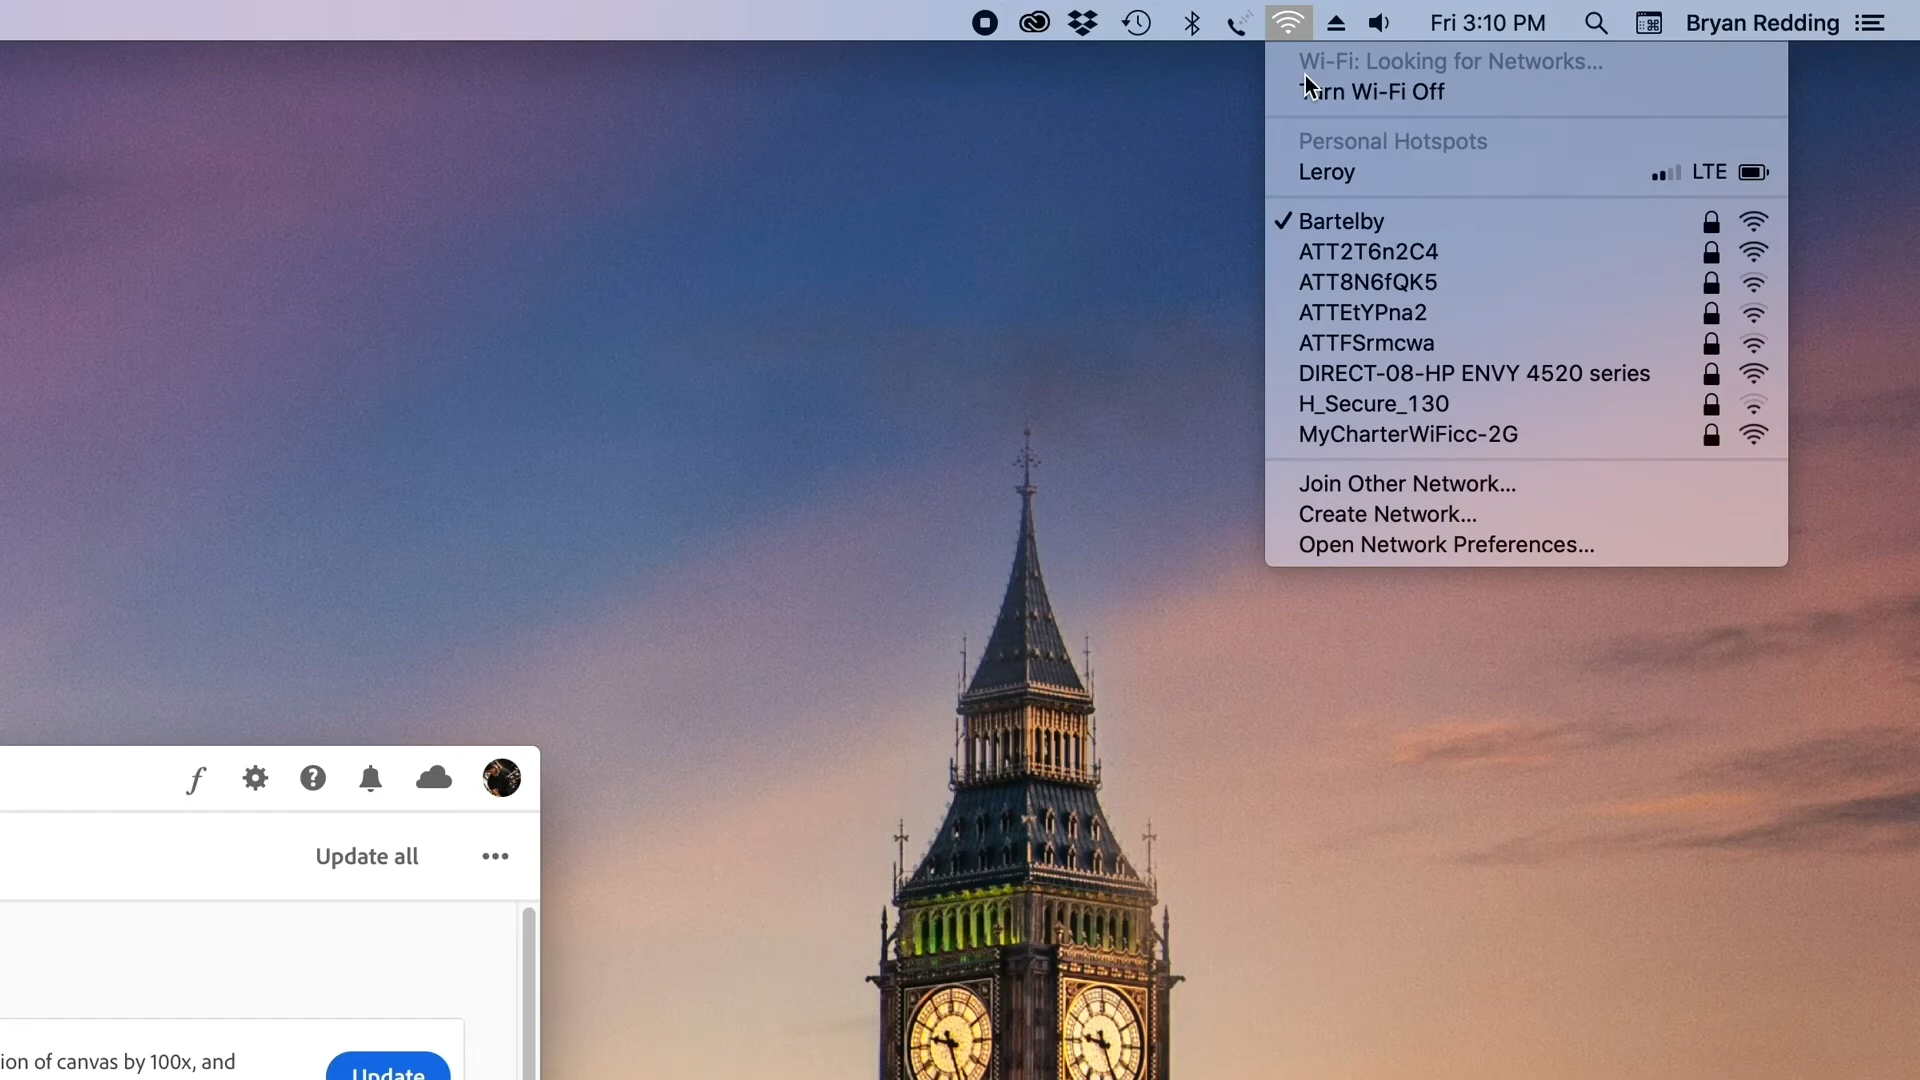 Fri 3:10 PM Bryan Redding
Wi-Fi: Looking for Networks...
Turn Wi-Fi Off
Personal Hotspots
Leroy LTE
Bartelby
ATT2T6n2C4
ATT8N6fQK5
ATTEtYPna2
ATTFSrmcwa
DIRECT-08-HP ENVY 4520 series
H_Secure_130
MyCharterWiFicc-2G
Join Other Network...
Create Network...
Open Network Preferences...
Update all
ion of canvas by 100x, and
Update